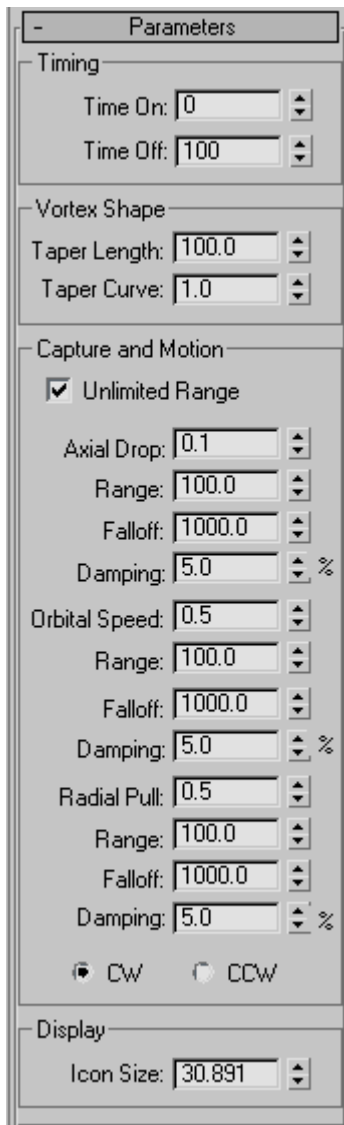 - Parameters
Timing
Time On: 0
Time Off: 100
Vortex Shape
Taper Length: 100.0
Taper Curve: 1.0
Capture and Motion
Unlimited Range
Axial Drop: 0.1
Range: 100.0
Falloff: 1000.0
Damping: 5.0 %
Orbital Speed: 0.5
Range: 100.0
Falloff: 1000.0
Damping: 5.0 %
Radial Pull: 0.5
Range: 100.0
Falloff: 1000.0
Damping: 5.0 %
CW CCW
Display
Icon Size: 30.891